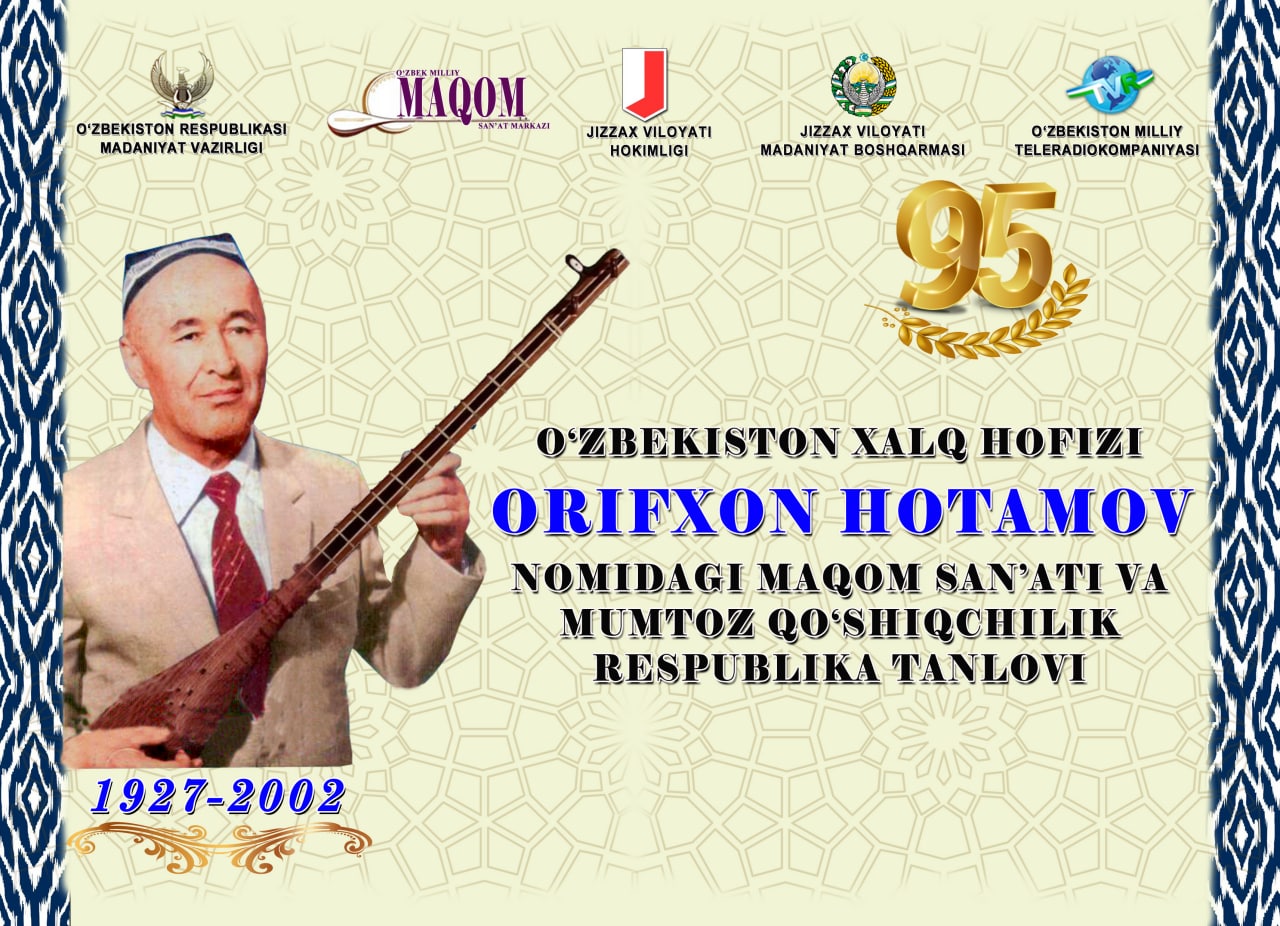 O‘ZBEKISTON RESPUBLIKASI
MADANIYAT VAZIRLIGI
O‘ZBEK MILLIY
MAQOM
SAN’AT MARKAZI
JIZZAX VILOYATI
HOKIMLIGI
JIZZAX VILOYATI
MADANIYAT BOSHQARMASI
TVR
O‘ZBEKISTON MILLIY
TELERADIOKOMPANIYASI
95
O‘ZBEKISTON XALQ HOFIZI
ORIFXON HOTAMOV
NOMIDAGI MAQOM SAN’ATI VA
MUMTOZ QO‘SHIQCHILIK
RESPUBLIKA TANLOVI
1927-2002